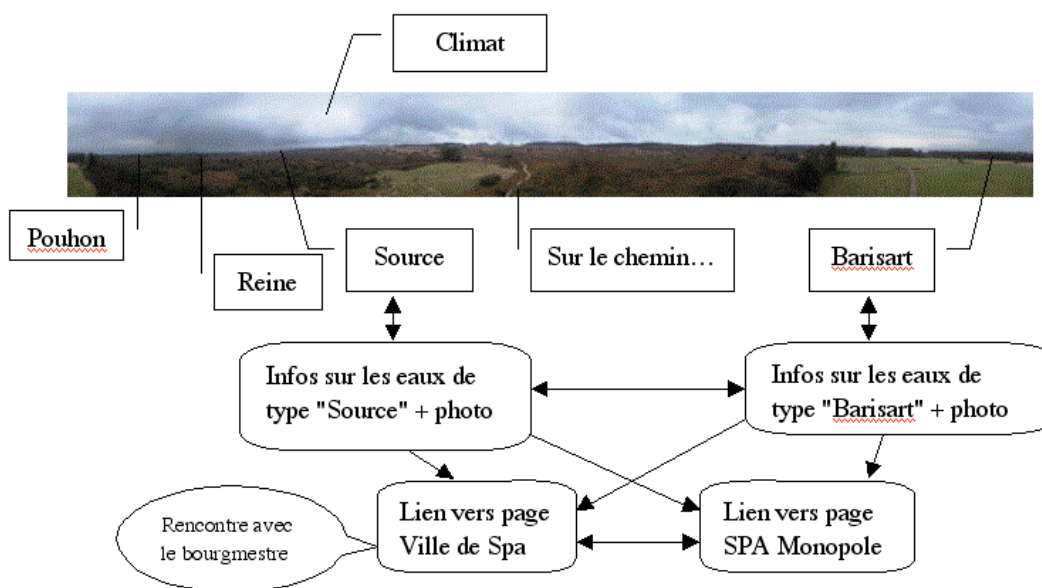 Climat
Pouhon
Reine
Source
Sur le chemin...
Barisart
Infos sur les eaux de
type "Source" + photo
Infos sur les eaux de
type "Barisart" + photo
Rencontre avec
le bourgmestre
Lien vers page
Ville de Spa
Lien vers page
SPA Monopole